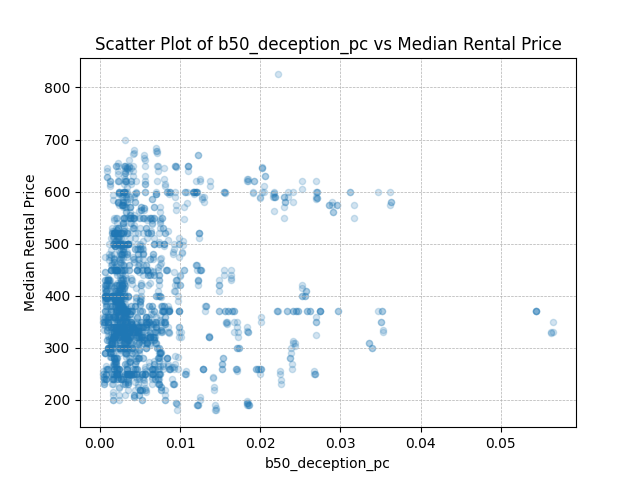 Scatter Plot of b50_deception_pc vs Median Rental Price
800
700
600
500
400
300
200
Median Rental Price
0.00 0.01 0.02 0.03 0.04 0.05
b50_deception_pc